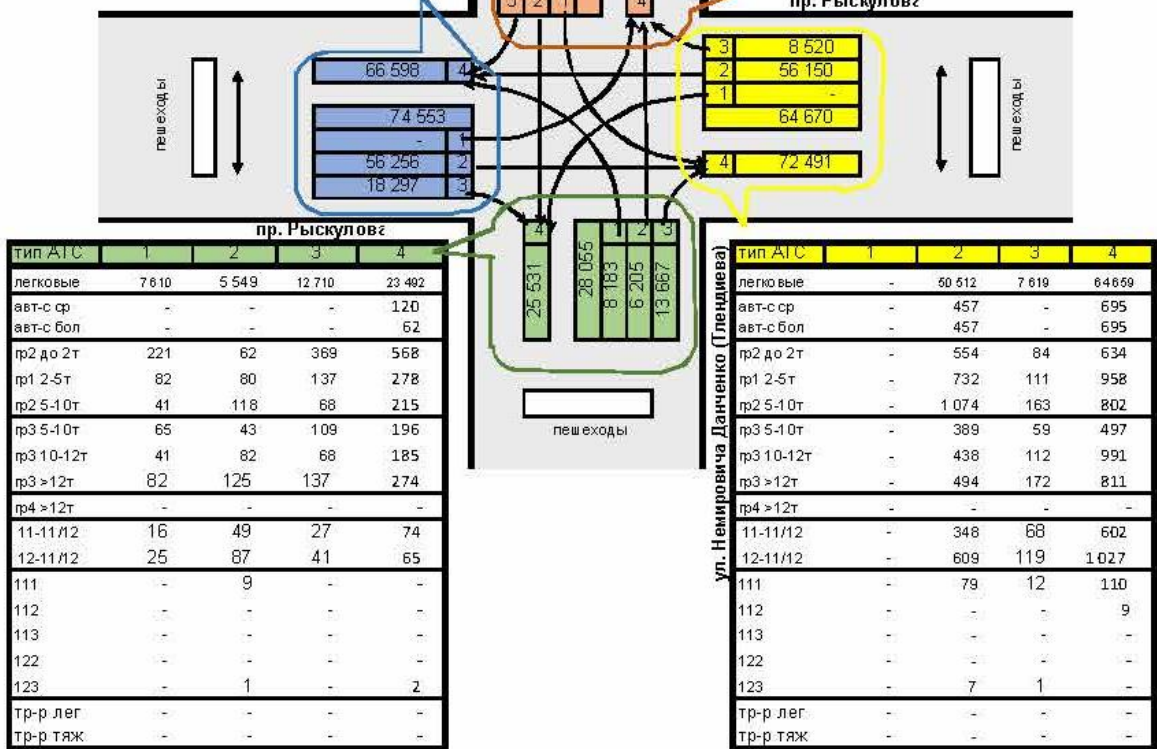 3 2 1 4
пр. Рыскулова
3 8 520
66 598 4
2 56 150
1 -
74 553
64 670
- 1
56 256 2
4 72 491
18 297 3
пешеходы
пешеходы
пр. Рыскулова
4 1 2 3
25 531 28 055 8 183 6 205 13 667
пешеходы
ул. Немировича Данченко (Тлендиева)
тип АТС 1 2 3 4
легковые 7 610 5 549 12 710 23 492
авт-с ср - - - 120
авт-с бол - - - 62
гр2 до 2т 221 62 369 568
гр1 2-5т 82 80 137 278
гр2 5-10т 41 118 68 215
гр3 5-10т 65 43 109 196
гр3 10-12т 41 82 68 185
гр3 >12т 82 125 137 274
гр4 >12т - - - -
11-11/12 16 49 27 74
12-11/12 25 87 41 65
111 - 9 - -
112 - - - -
113 - - - -
122 - - - -
123 - 1 - 2
тр-р лег - - - -
тр-р тяж - - - -
тип АТС 1 2 3 4
легковые - 50 512 7 619 64 659
авт-с ср - 457 - 695
авт-с бол - 457 - 695
гр2 до 2т - 554 84 634
гр1 2-5т - 732 111 958
гр2 5-10т - 1 074 163 802
гр3 5-10т - 389 59 497
гр3 10-12т - 438 112 991
гр3 >12т - 494 172 811
гр4 >12т - - - -
11-11/12 - 348 68 602
12-11/12 - 609 119 1 027
111 - 79 12 110
112 - - - 9
113 - - - -
122 - - - -
123 - 7 1 -
тр-р лег - - - -
тр-р тяж - - - -